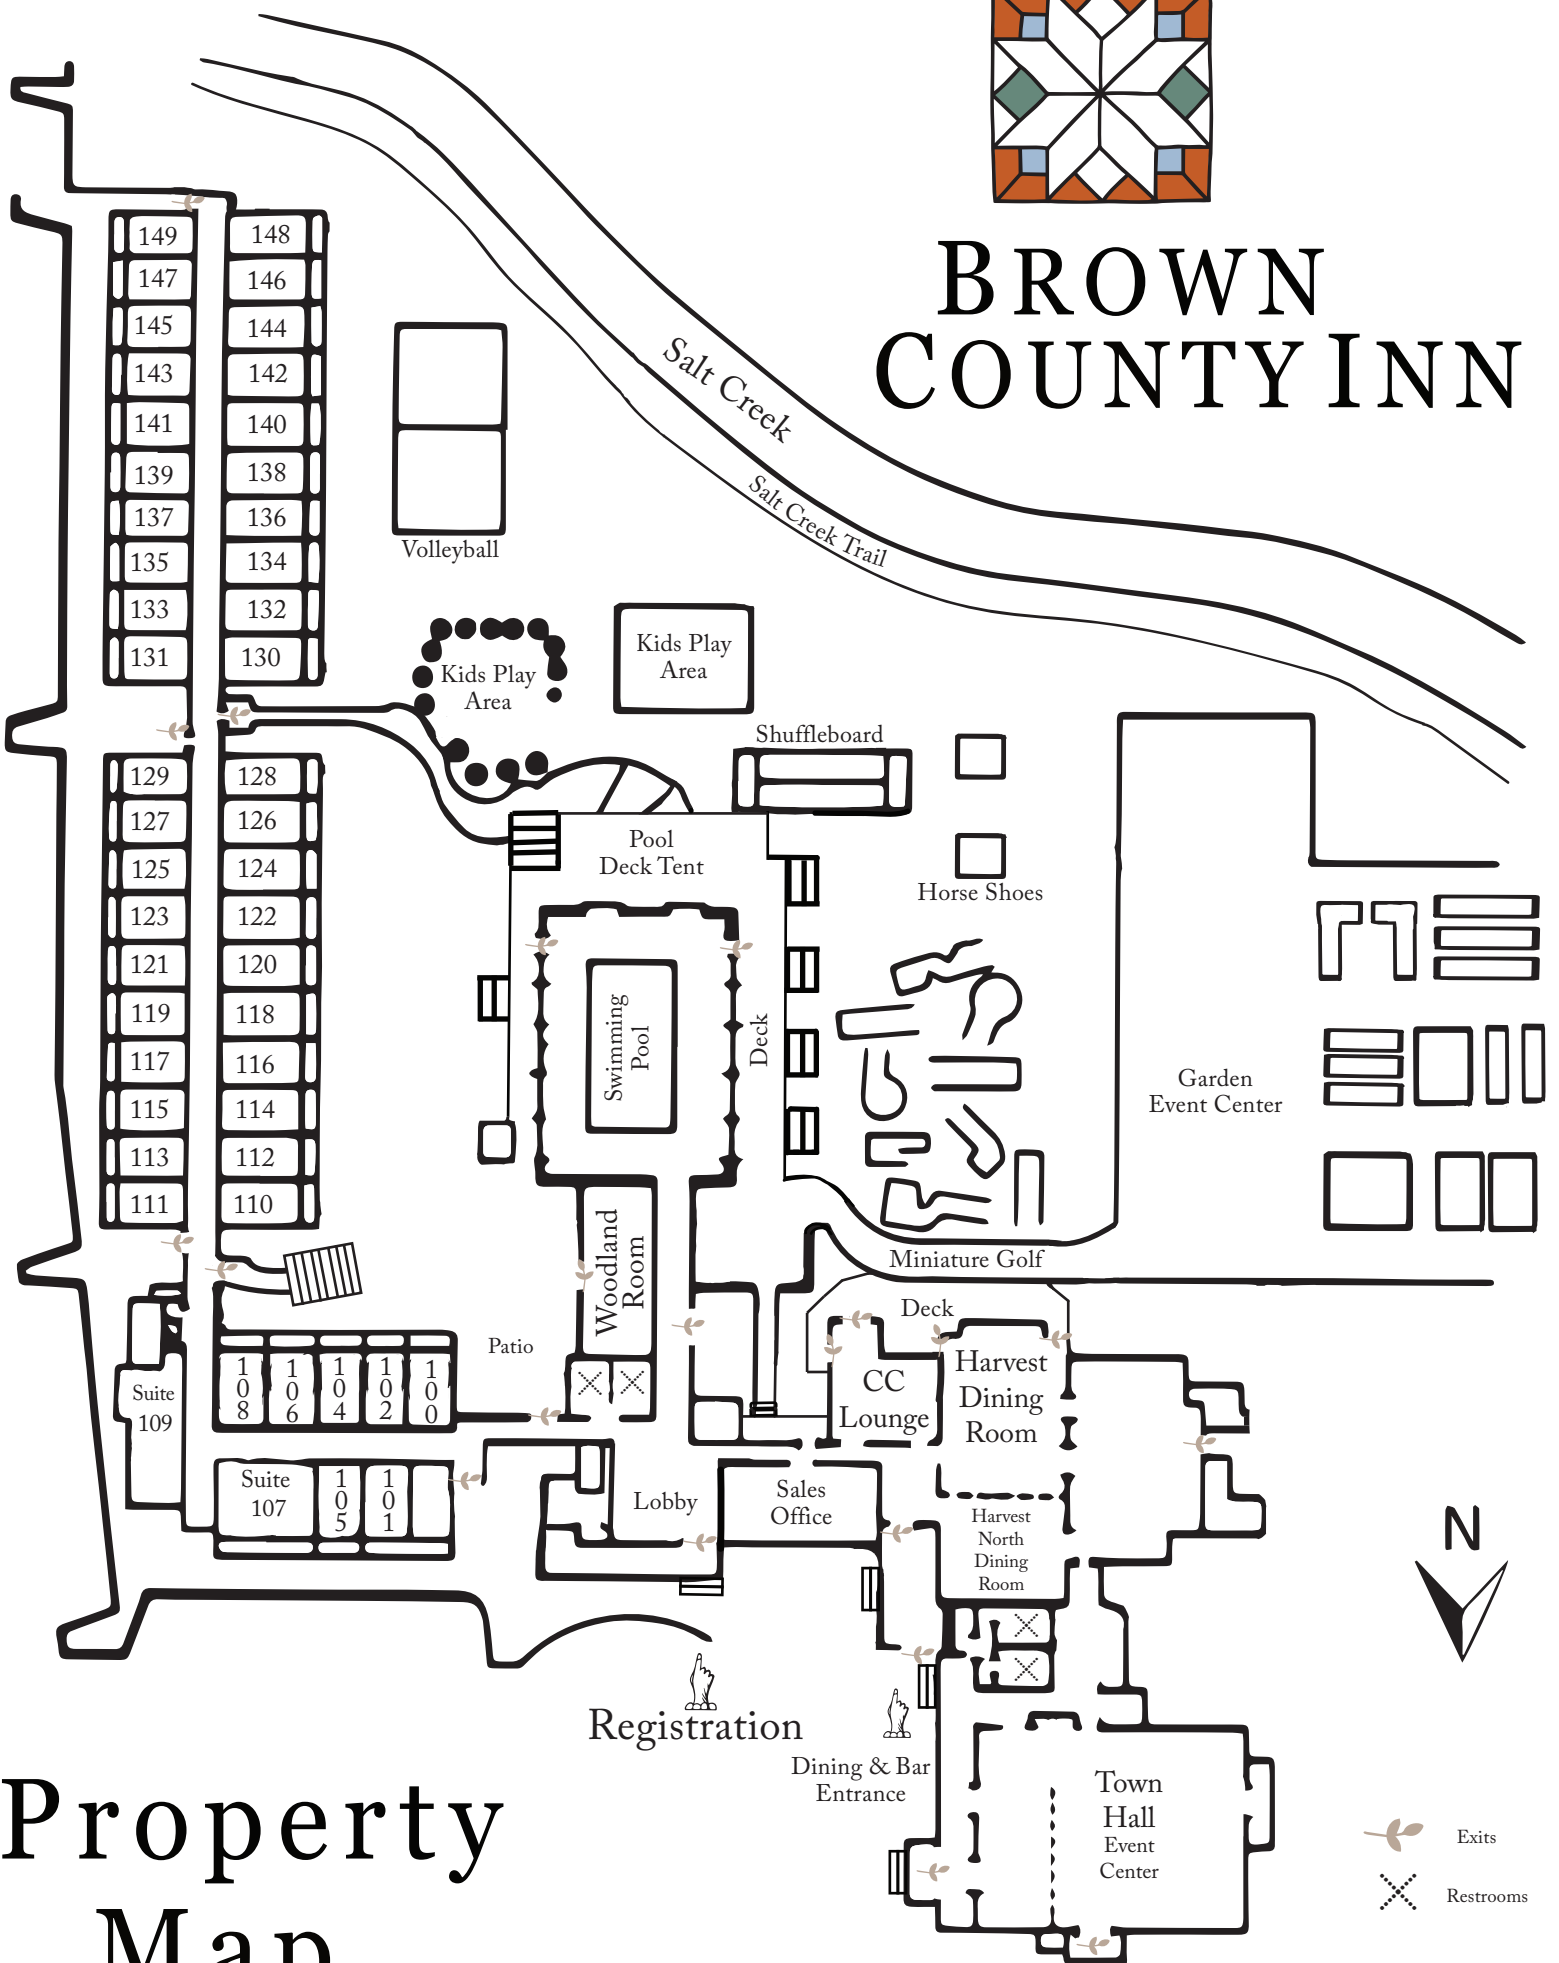 BROWN
COUNTY INN
Salt Creek
Salt Creek Trail
149
148
147
146
145
144
143
142
141
140
139
138
137
136
135
134
133
132
131
130
Volleyball
Kids Play
Area
Kids Play
Area
Shuffleboard
129
128
127
126
125
124
123
122
121
120
119
118
117
116
115
114
113
112
111
110
Pool
Deck Tent
Horse Shoes
Swimming
Pool
Deck
Garden
Event Center
Woodland
Room
Miniature Golf
Deck
Patio
108
106
104
102
100
Suite
109
CC
Lounge
Harvest
Dining
Room
Suite
107
105
101
Lobby
Sales
Office
Harvest
North
Dining
Room
N
Registration
Dining & Bar
Entrance
Town
Hall
Event
Center
Property
Map
Exits
Restrooms